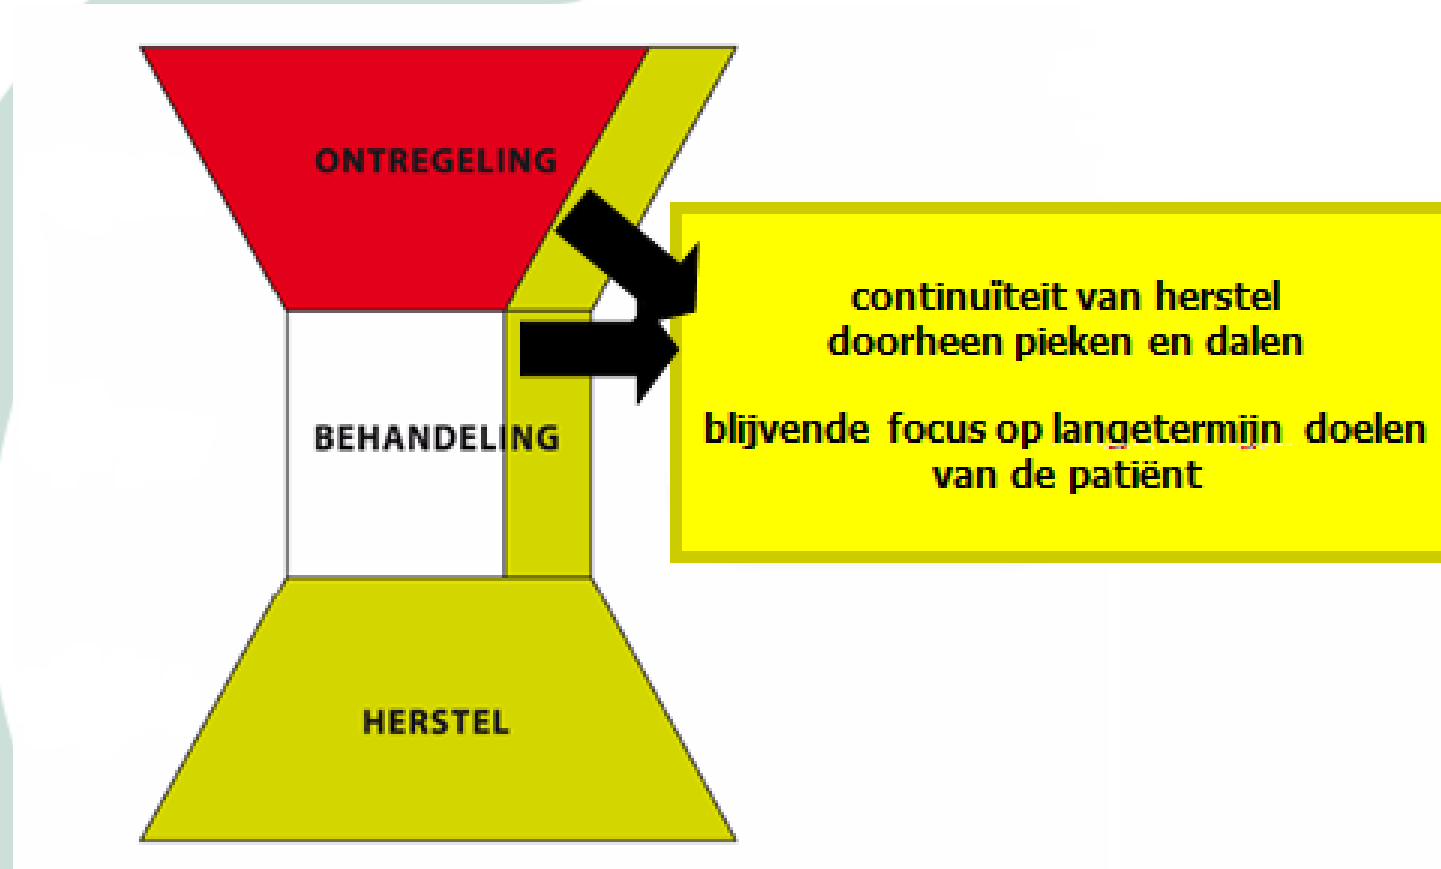 ONTREGELING
continuïteit van herstel
doorheen pieken en dalen
blijvende focus op langetermijn doelen
van de patiënt
BEHANDELING
HERSTEL